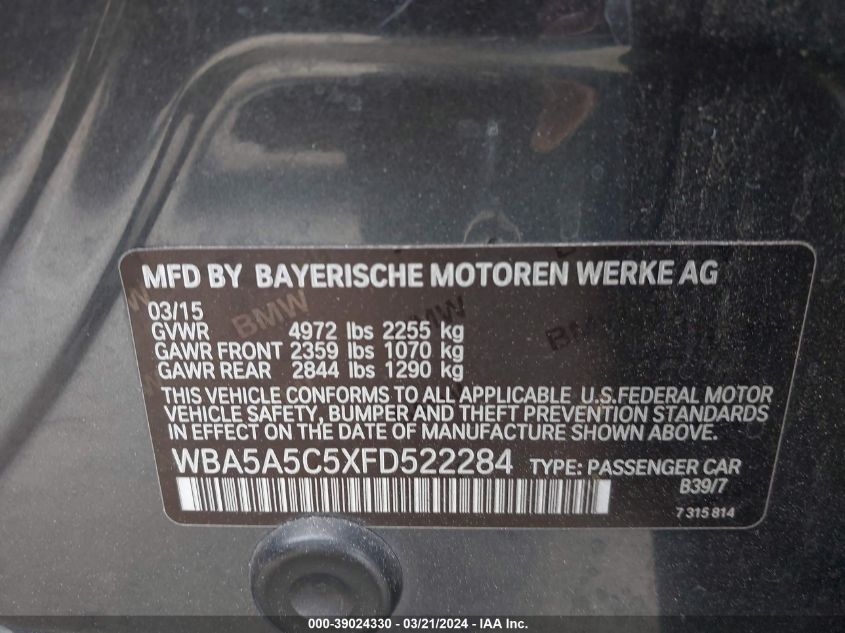 MFD BY BAYERISCHE MOTOREN WERKE AG
03/15
GVWR 4972 lbs 2255 kg
GAWR FRONT 2359 lbs 1070 kg
GAWR REAR 2844 lbs 1290 kg
THIS VEHICLE CONFORMS TO ALL APPLICABLE U.S.FEDERAL MOTOR
VEHICLE SAFETY, BUMPER AND THEFT PREVENTION STANDARDS
IN EFFECT ON THE DATE OF MANUFACTURE SHOWN ABOVE.
WBA5A5C5XFD522284 TYPE: PASSENGER CAR
B39/7
7 315 814
BMW
BMW
000-39024330 - 03/21/2024 - IAA Inc.